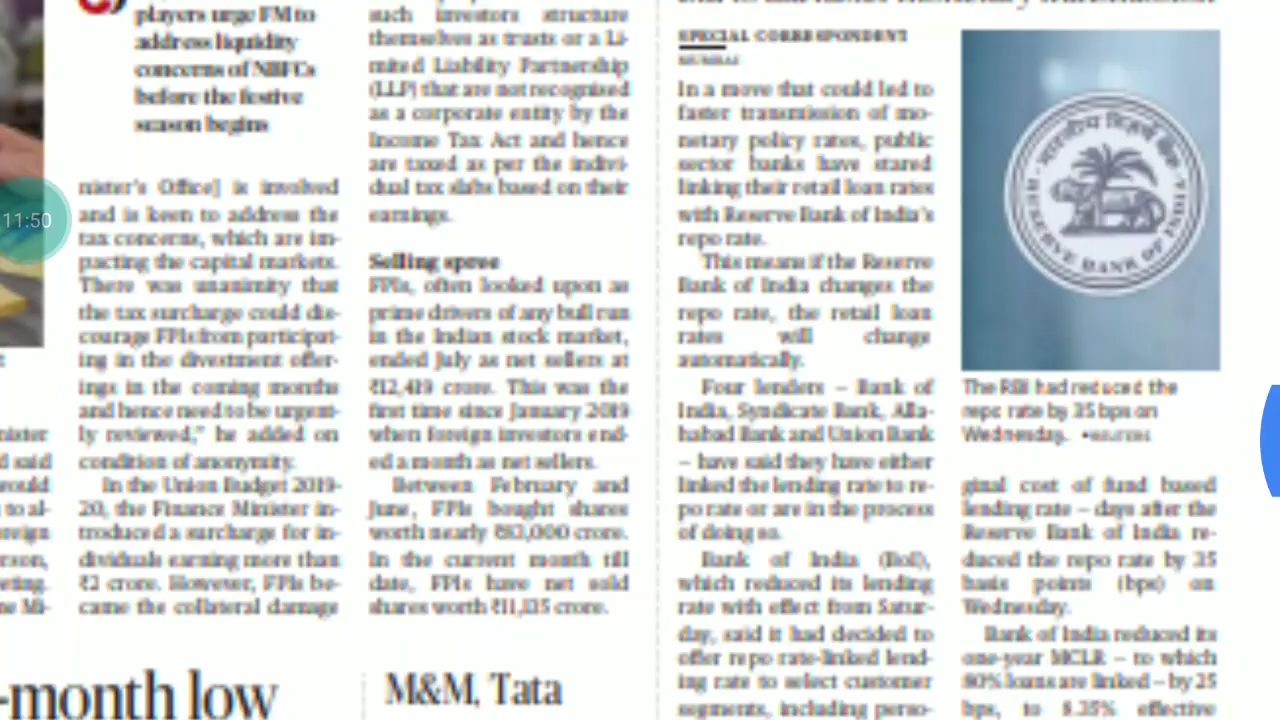 players urge FM to
address liquidity
concerns of NBFCs
before the festive
season begins
11:50
nister's Office] is involved
and is keen to address the
tax concerns, which are im-
pacting the capital markets.
There was unanimity that
the tax surcharge could dis-
courage FPIs from participat-
ing in the divestment offer-
ings in the coming months
and hence need to be urgent-
ly reviewed," he added on
condition of anonymity.
In the Union Budget 2019-
20, the Finance Minister in-
troduced a surcharge for in-
dividuals earning more than
₹2 crore. However, FPIs be-
came the collateral damage
such investors structure
themselves as trusts or a Li-
mited Liability Partnership
(LLP) that are not recognised
as a corporate entity by the
Income Tax Act and hence
are taxed as per the indivi-
dual tax slabs based on their
earnings.
Selling spree
FPIs, often looked upon as
prime drivers of any bull run
in the Indian stock market,
ended July as net sellers at
₹12,419 crore. This was the
first time since January 2019
when foreign investors end-
ed a month as net sellers.
Between February and
June, FPIs bought shares
worth nearly crore.
In the current month till
date, FPIs have net sold
shares worth crore.
-month low
M&M, Tata
SPECIAL CORRESPONDENT
MUMBAI
In a move that could led to
faster transmission of mo-
netary policy rates, public
sector banks have stared
linking their retail loan rates
with Reserve Bank of India's
repo rate.
This means if the Reserve
Bank of India changes the
repo rate, the retail loan
rates will change
automatically.
Four lenders – Bank of
India, Syndicate Bank, Alla-
habad Bank and Union Bank
– have said they have either
linked the lending rate to re-
po rate or are in the process
of doing so.
Bank of India (BoI),
which reduced its lending
rate with effect from Satur-
day, said it had decided to
offer repo rate-linked lend-
ing rate to select customer
segments, including perso-
भारतीय रिज़र्व बैंक
RESERVE BANK OF INDIA
The RBI had reduced the
repo rate by 35 bps on
Wednesday. •REUTERS
ginal cost of fund based
lending rate – days after the
Reserve Bank of India re-
duced the repo rate by 35
basis points (bps) on
Wednesday.
Bank of India reduced its
one-year MCLR – to which
80% loans are linked – by 25
bps, to 8.35% effective